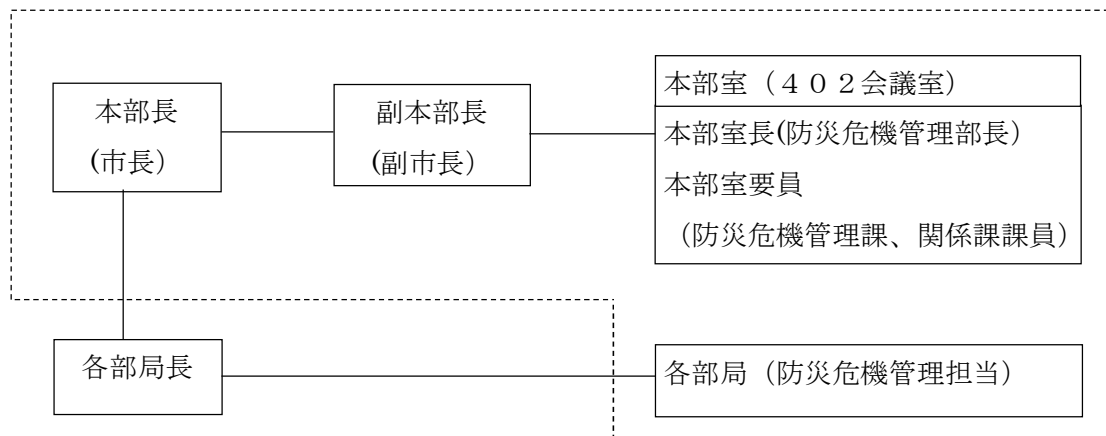 本部長
(市長）
副本部長
(副市長）
本部室（４０２会議室）
本部室長(防災危機管理部長）
本部室要員
（防災危機管理課、関係課課員）
各部局長
各部局（防災危機管理担当）